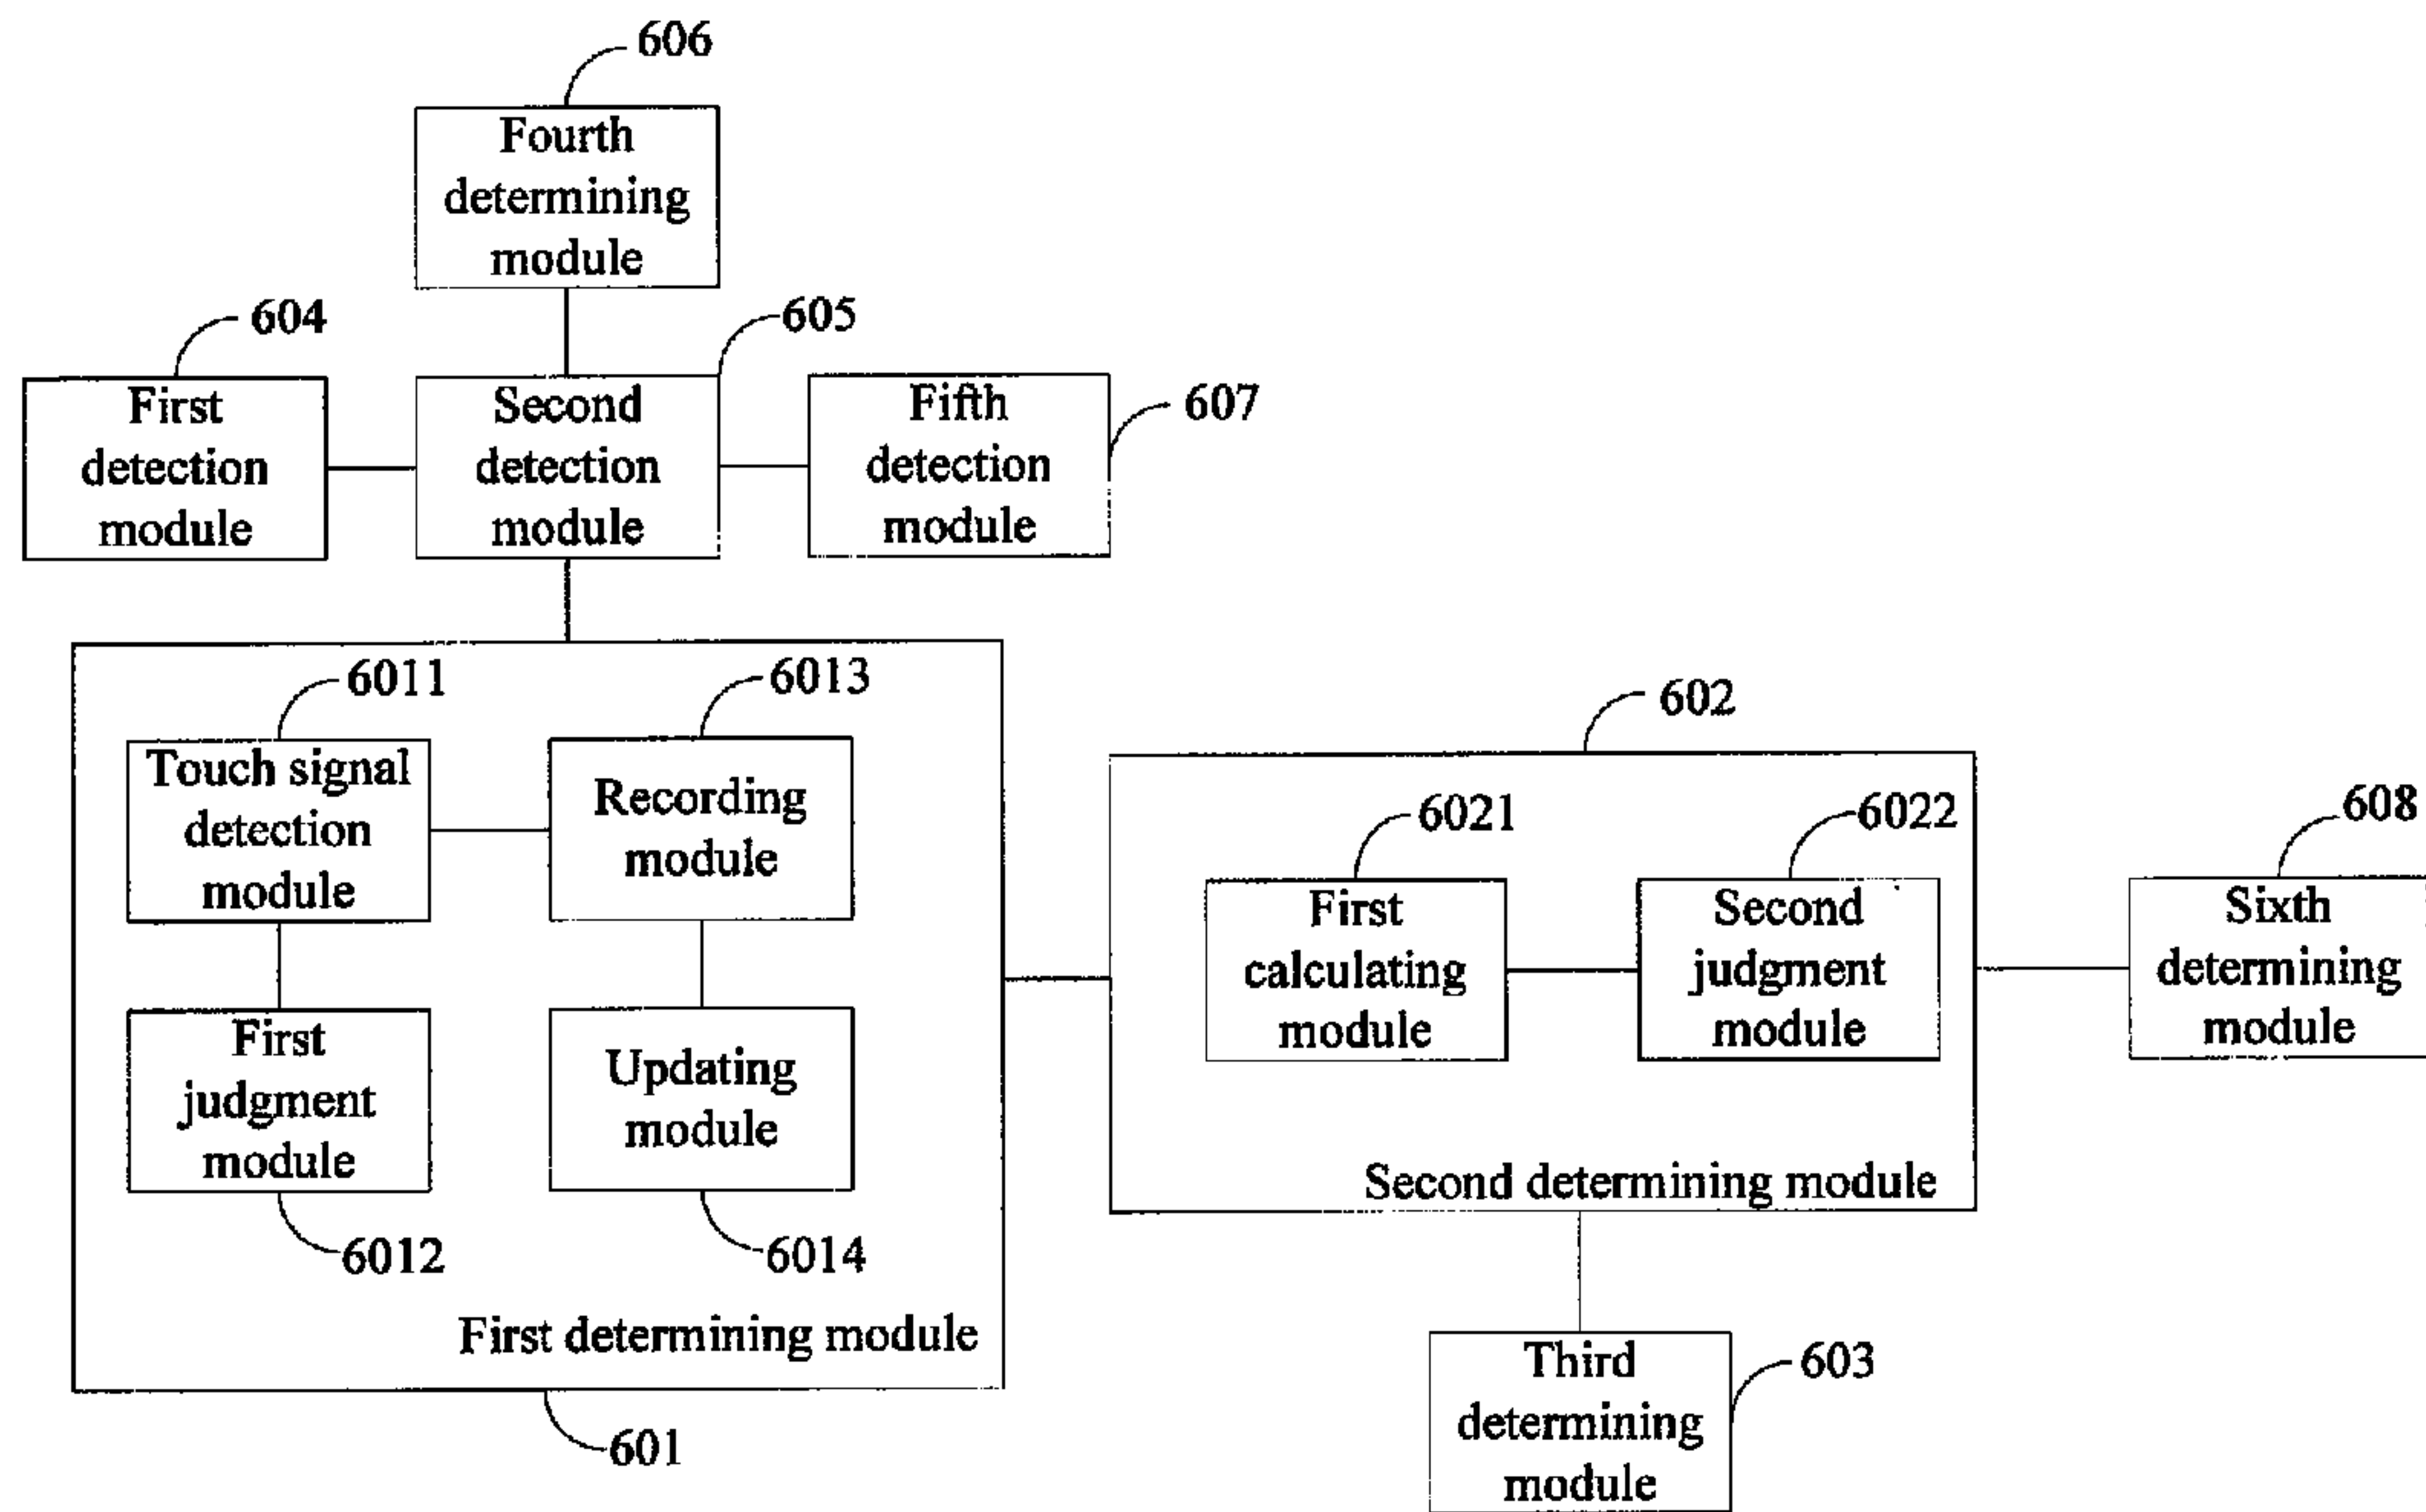 606
Fourth
determining
module
604
605
First
detection
module
Second
detection
module
Fifth
detection
module
607
6011
6013
Touch signal
detection
module
Recording
module
First
judgment
module
Updating
module
6012
6014
First determining module
601
602
6021
6022
First
calculating
module
Second
judgment
module
Second determining module
608
Sixth
determining
module
Third
determining
module
603